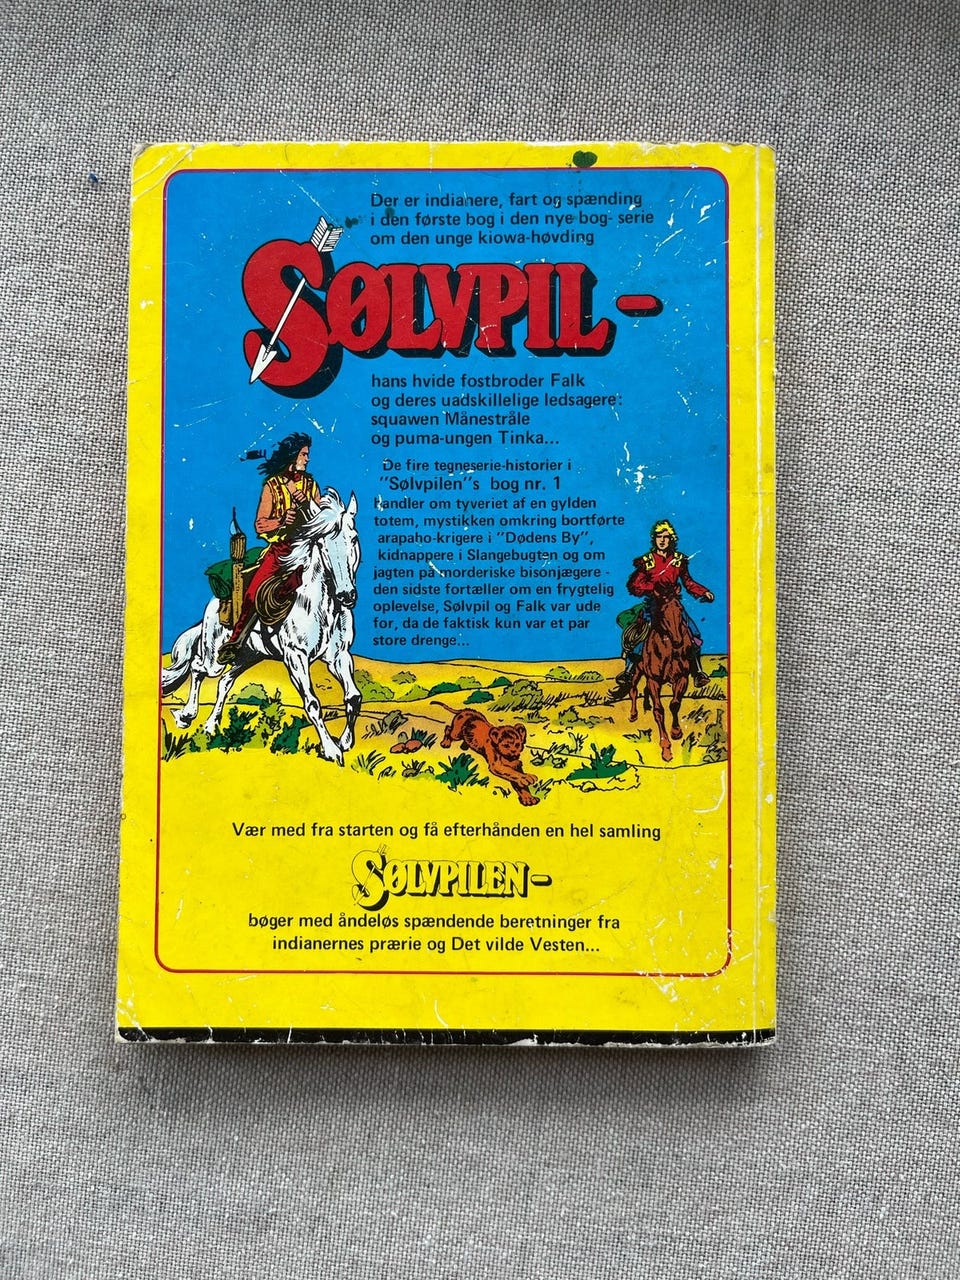 Der er indianere, fart og spænding
i den første bog i den nye bog- serie
om den unge kiowa-høvding
SØLVPIL -
hans hvide fostbroder Falk
og deres uadskillelige ledsagere:
squawen Månestråle
og puma-ungen Tinka...
De fire tegneserie-historier i
"Sølvpilen"s bog nr. 1
handler om tyveriet af en gylden
totem, mystikken omkring bortførte
arapaho-krigere i "Dødens By",
kidnappere i Slangebugten og om
jagten på morderiske bisonjægere -
den sidste fortæller om en frygtelig
oplevelse, Sølvpil og Falk var ude
for, da de faktisk kun var et par
store drenge...
Vær med fra starten og få efterhånden en hel samling
SØLVPILEN -
bøger med åndeløs spændende beretninger fra
indianernes prærie og Det vilde Vesten...